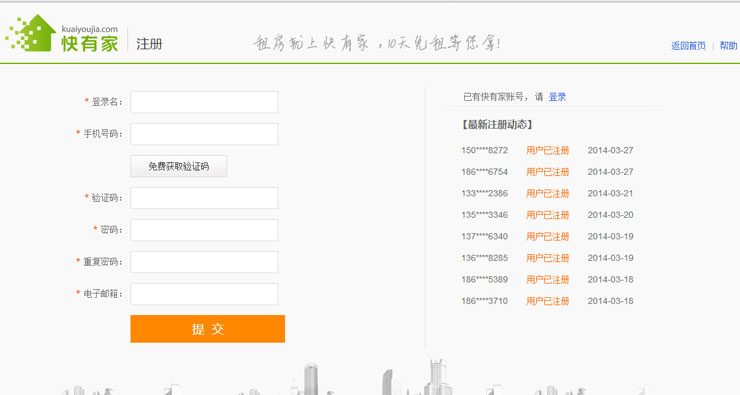 kuaiyoujia.com
快有家
注册
租房就上快有家，10天免租等你拿!
返回首页 | 帮助
* 登录名：
* 手机号码：
免费获取验证码
* 验证码：
* 密码：
* 重复密码：
* 电子邮箱：
提 交
已有快有家账号，请 登录
【最新注册动态】
150****8272 用户已注册 2014-03-27
186****6754 用户已注册 2014-03-27
133****2386 用户已注册 2014-03-21
135****3346 用户已注册 2014-03-20
137****6340 用户已注册 2014-03-19
136****8285 用户已注册 2014-03-19
186****5389 用户已注册 2014-03-18
186****3710 用户已注册 2014-03-18